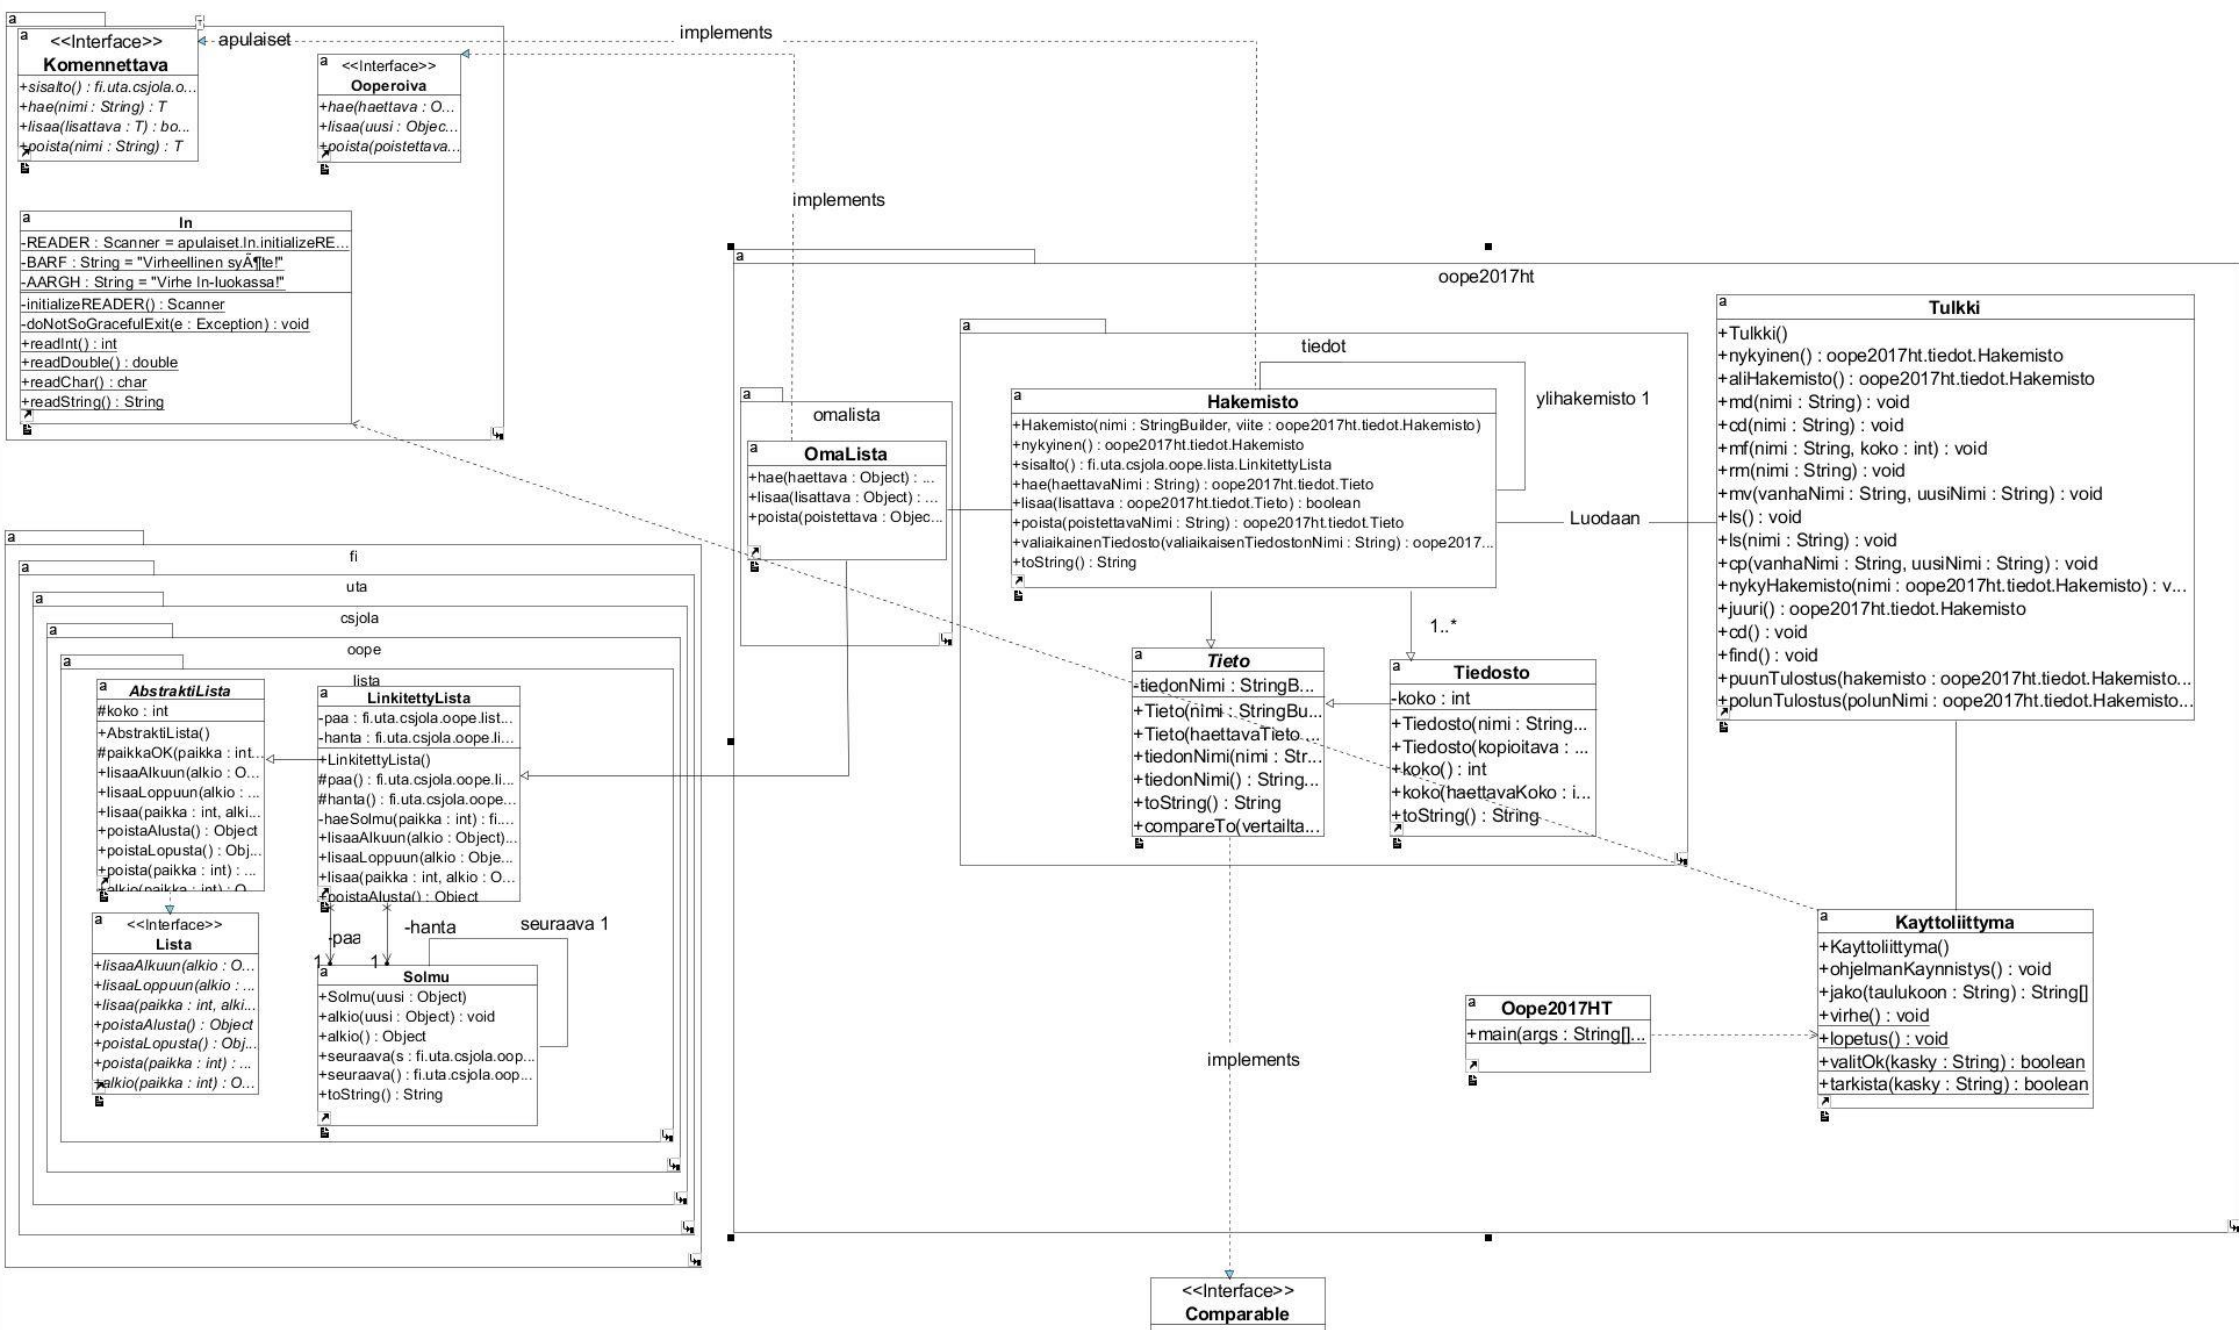 a
a
<<Interface>>
Komennettava
+sisalto() : fi.uta.csjola.o...
+hae(nimi : String) : T
+lisaa(lisattava : T) : bo...
+poista(nimi : String) : T
T
apulaiset
implements
a
<<Interface>>
Ooperoiva
+hae(haettava : O...
+lisaa(uusi : Objec...
+poista(poistettava...
implements
a
In
-READER : Scanner = apulaiset.In.initializeRE...
-BARF : String = "Virheellinen syÃ¶te!"
-AARGH : String = "Virhe In-luokassa!"
-initializeREADER() : Scanner
-doNotSoGracefulExit(e : Exception) : void
+readInt() : int
+readDouble() : double
+readChar() : char
+readString() : String
a
oope2017ht
a
omalista
a
OmaLista
+hae(haettava : Object) : ...
+lisaa(lisattava : Object) : ...
+poista(poistettava : Objec...
a
tiedot
a
Hakemisto
+Hakemisto(nimi : StringBuilder, viite : oope2017ht.tiedot.Hakemisto)
+nykyinen() : oope2017ht.tiedot.Hakemisto
+sisalto() : fi.uta.csjola.oope.lista.LinkitettyLista
+hae(haettavaNimi : String) : oope2017ht.tiedot.Tieto
+lisaa(lisattava : oope2017ht.tiedot.Tieto) : boolean
+poista(poistettavaNimi : String) : oope2017ht.tiedot.Tieto
+valiaikainenTiedosto(valiaikaisenTiedostonNimi : String) : oope2017...
+toString() : String
ylihakemisto 1
Luodaan
1..*
a
Tieto
-tiedonNimi : StringB...
+Tieto(nimi : StringBu...
+Tieto(haettavaTieto ...
+tiedonNimi(nimi : Str...
+tiedonNimi() : String...
+toString() : String
+compareTo(vertailta...
a
Tiedosto
-koko : int
+Tiedosto(nimi : String...
+Tiedosto(kopioitava : ...
+koko() : int
+koko(haettavaKoko : i...
+toString() : String
a
Tulkki
+Tulkki()
+nykyinen() : oope2017ht.tiedot.Hakemisto
+aliHakemisto() : oope2017ht.tiedot.Hakemisto
+md(nimi : String) : void
+cd(nimi : String) : void
+mf(nimi : String, koko : int) : void
+rm(nimi : String) : void
+mv(vanhaNimi : String, uusiNimi : String) : void
+ls() : void
+ls(nimi : String) : void
+cp(vanhaNimi : String, uusiNimi : String) : void
+nykyHakemisto(nimi : oope2017ht.tiedot.Hakemisto) : v...
+juuri() : oope2017ht.tiedot.Hakemisto
+cd() : void
+find() : void
+puunTulostus(hakemisto : oope2017ht.tiedot.Hakemisto...
+polunTulostus(polunNimi : oope2017ht.tiedot.Hakemisto...
a
fi
a
uta
a
csjola
a
oope
a
lista
a
AbstraktiLista
#koko : int
+AbstraktiLista()
#paikkaOK(paikka : int...
+lisaaAlkuun(alkio : O...
+lisaaLoppuun(alkio : ...
+lisaa(paikka : int, alki...
+poistaAlusta() : Object
+poistaLopusta() : Obj...
+poista(paikka : int) : ...
+alkio(paikka : int) : O...
a
LinkitettyLista
-paa : fi.uta.csjola.oope.list...
-hanta : fi.uta.csjola.oope.li...
+LinkitettyLista()
#paa() : fi.uta.csjola.oope.li...
#hanta() : fi.uta.csjola.oope...
-haeSolmu(paikka : int) : fi....
+lisaaAlkuun(alkio : Object)...
+lisaaLoppuun(alkio : Obje...
+lisaa(paikka : int, alkio : O...
+poistaAlusta() : Object
-paa
-hanta
seuraava 1
1
1
a
<<Interface>>
Lista
+lisaaAlkuun(alkio : O...
+lisaaLoppuun(alkio : ...
+lisaa(paikka : int, alki...
+poistaAlusta() : Object
+poistaLopusta() : Obj...
+poista(paikka : int) : ...
+alkio(paikka : int) : O...
a
Solmu
+Solmu(uusi : Object)
+alkio(uusi : Object) : void
+alkio() : Object
+seuraava(s : fi.uta.csjola.oop...
+seuraava() : fi.uta.csjola.oop...
+toString() : String
a
Kayttoliittyma
+Kayttoliittyma()
+ohjelmanKaynnistys() : void
+jako(taulukoon : String) : String[]
+virhe() : void
+lopetus() : void
+valitOk(kasky : String) : boolean
+tarkista(kasky : String) : boolean
a
Oope2017HT
+main(args : String[]...
implements
<<Interface>>
Comparable